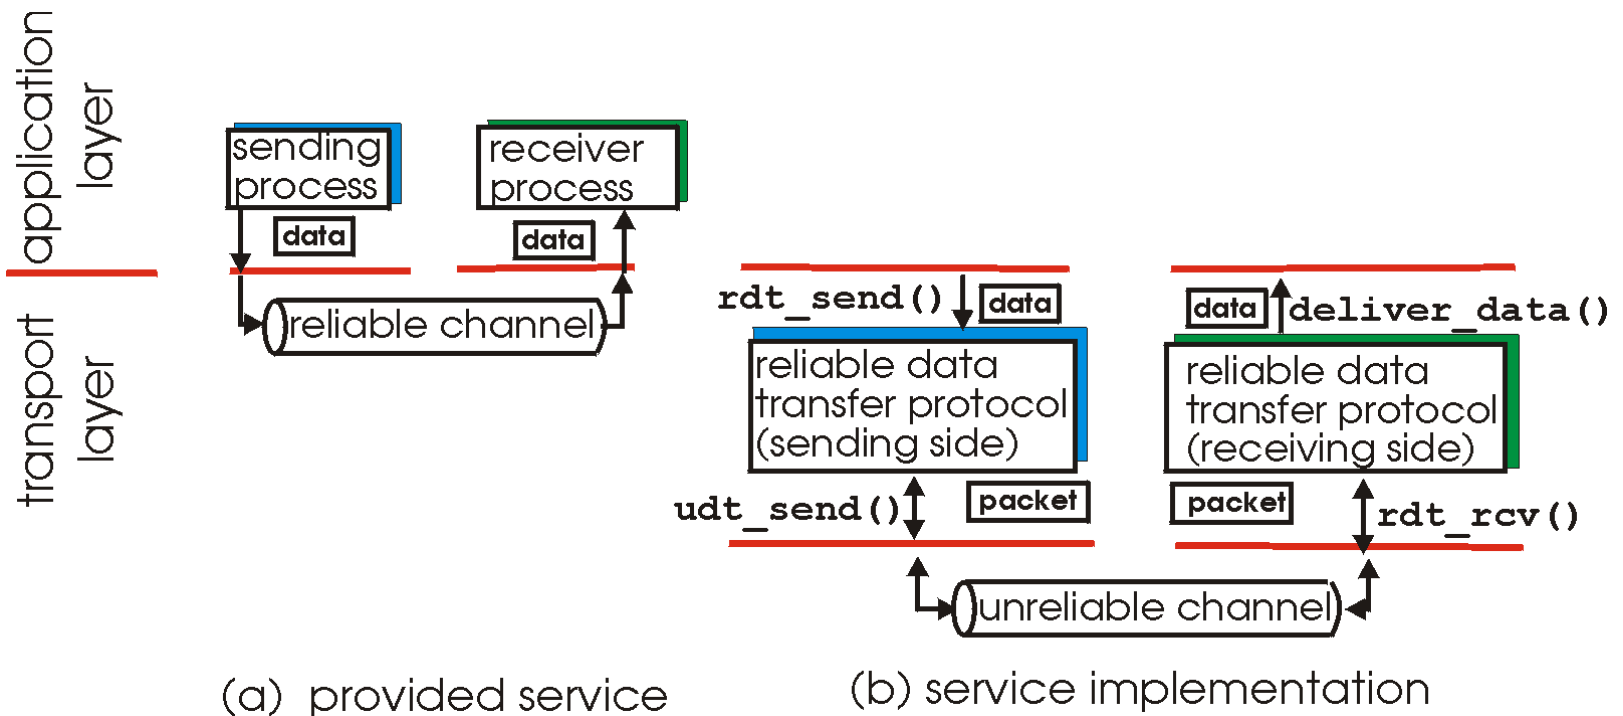 application
layer
transport
layer
sending
process
receiver
process
data
data
reliable channel
(a) provided service
rdt_send()
data
data
deliver_data()
reliable data
transfer protocol
(sending side)
reliable data
transfer protocol
(receiving side)
udt_send()
packet
packet
rdt_rcv()
unreliable channel
(b) service implementation